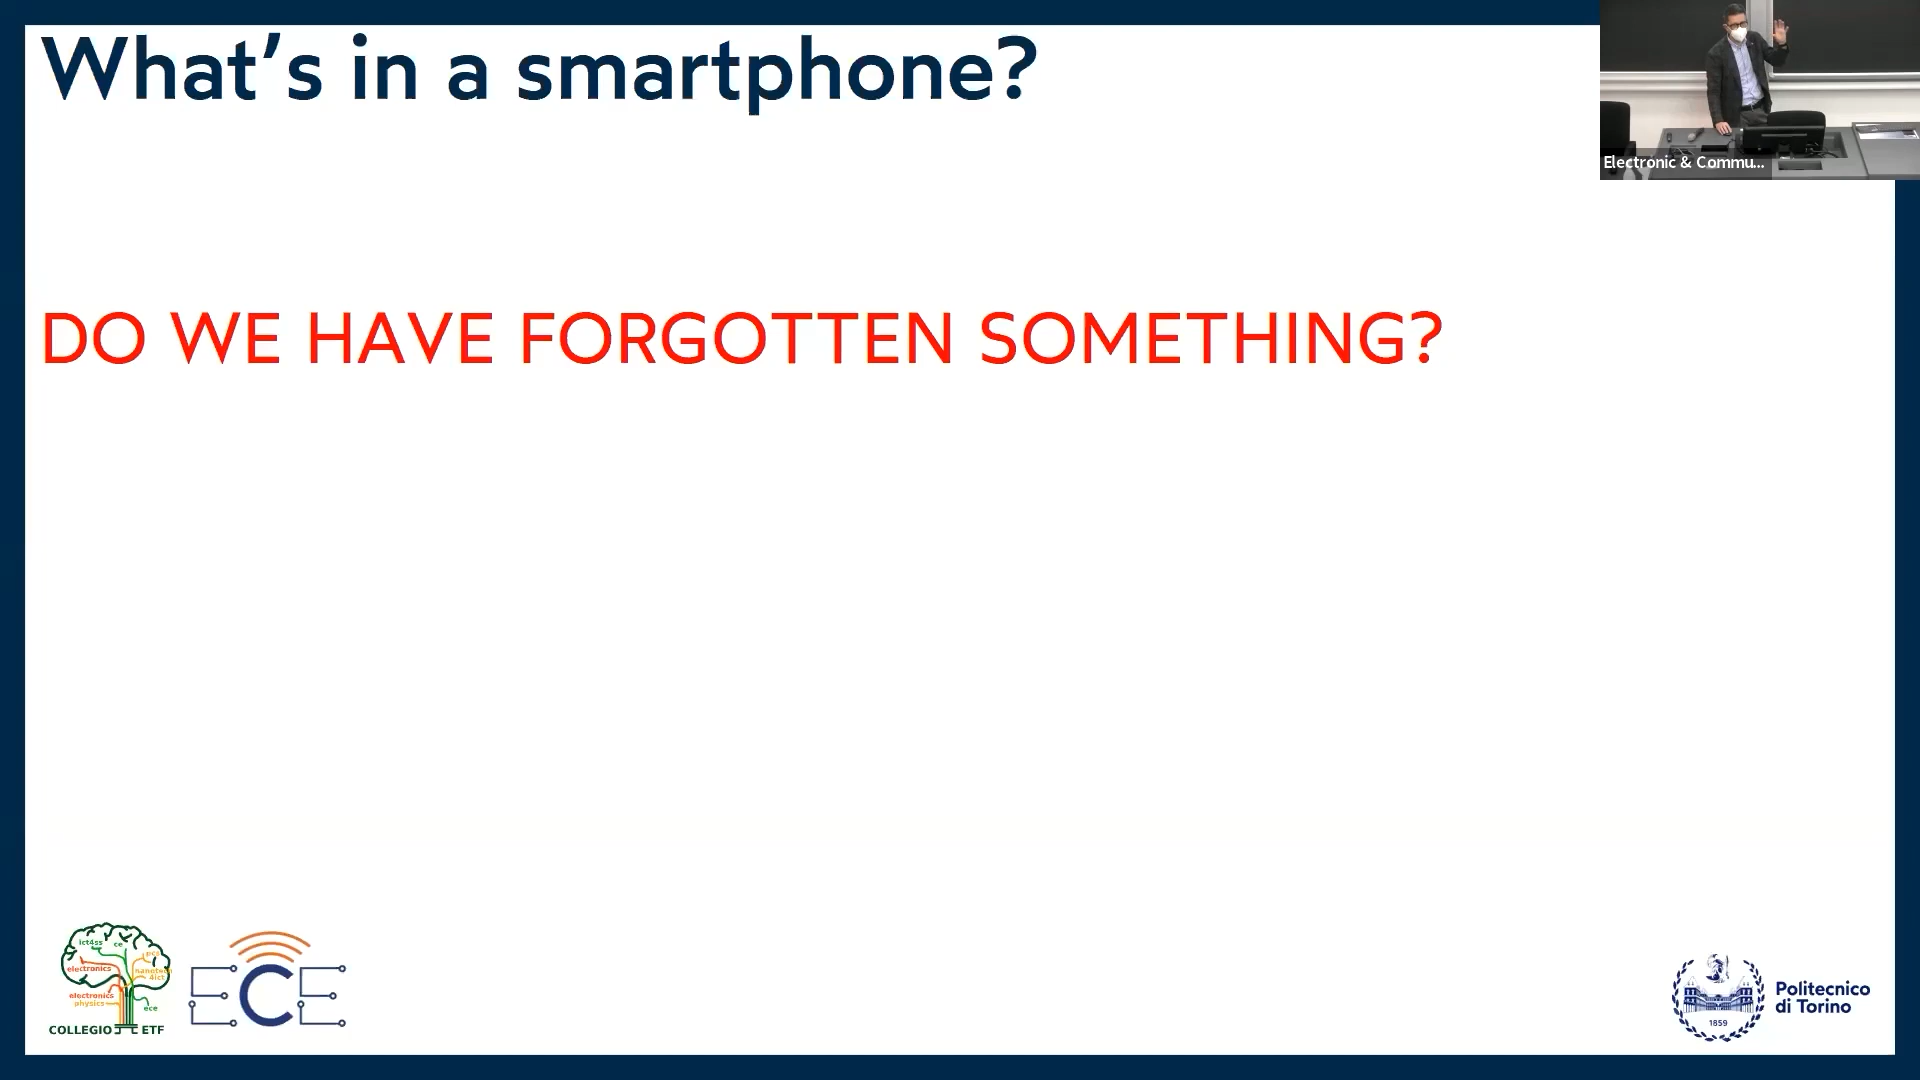 What's in a smartphone?
Electronic & Commu...
DO WE HAVE FORGOTTEN SOMETHING?
ict4ss
ce
electronics
nanotech
4ict
electronics
physics
ece
COLLEGIO ETF
ECE
1859
Politecnico
di Torino